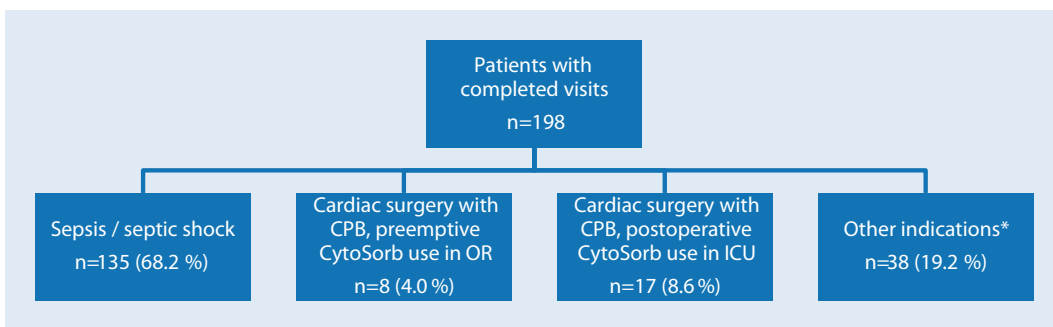 Patients with
completed visits
n=198
Sepsis / septic shock
n=135 (68.2 %)
Cardiac surgery with
CPB, preemptive
CytoSorb use in OR
n=8 (4.0 %)
Cardiac surgery with
CPB, postoperative
CytoSorb use in ICU
n=17 (8.6 %)
Other indications*
n=38 (19.2 %)